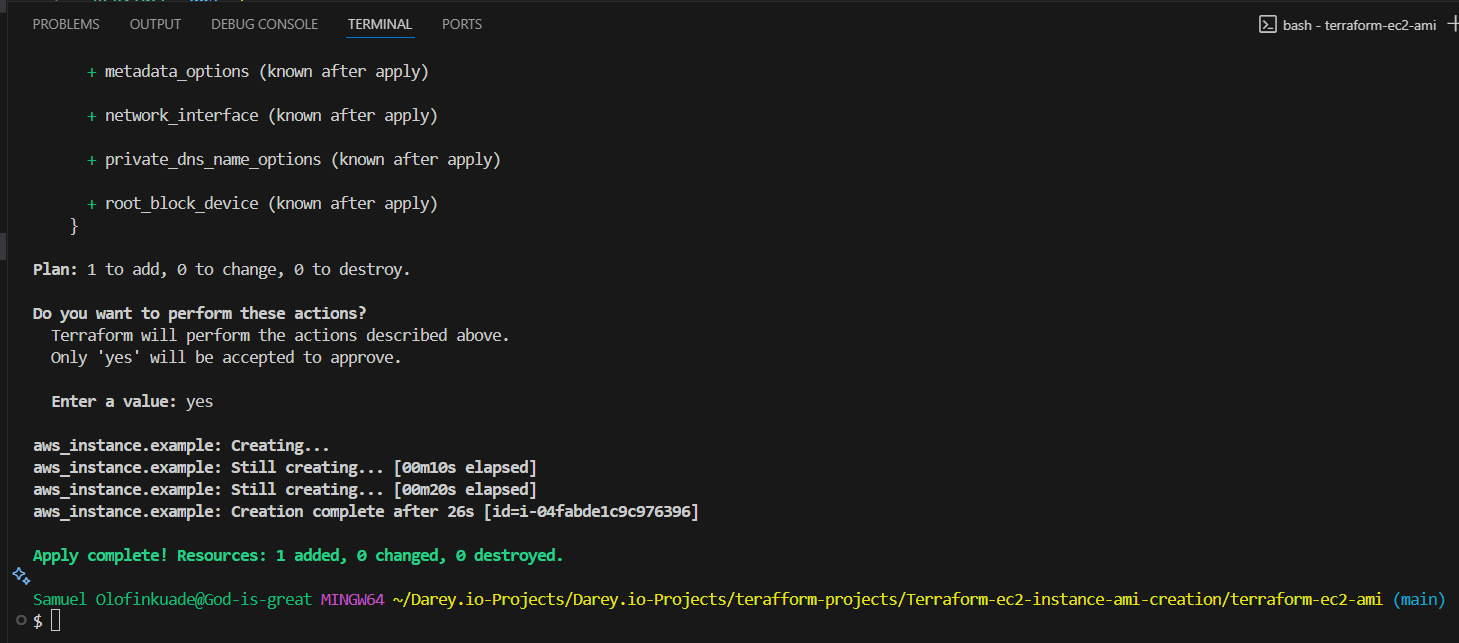 PROBLEMS OUTPUT DEBUG CONSOLE TERMINAL PORTS bash - terraform-ec2-ami
+ metadata_options (known after apply)
+ network_interface (known after apply)
+ private_dns_name_options (known after apply)
+ root_block_device (known after apply)
}
Plan: 1 to add, 0 to change, 0 to destroy.
Do you want to perform these actions?
Terraform will perform the actions described above.
Only 'yes' will be accepted to approve.
Enter a value: yes
aws_instance.example: Creating...
aws_instance.example: Still creating... [00m10s elapsed]
aws_instance.example: Still creating... [00m20s elapsed]
aws_instance.example: Creation complete after 26s [id=i-04fabde1c9c976396]
Apply complete! Resources: 1 added, 0 changed, 0 destroyed.
Samuel Olofinkuade@God-is-great MINGW64 ~/Darey.io-Projects/Darey.io-Projects/terafform-projects/Terraform-ec2-instance-ami-creation/terraform-ec2-ami (main)
$